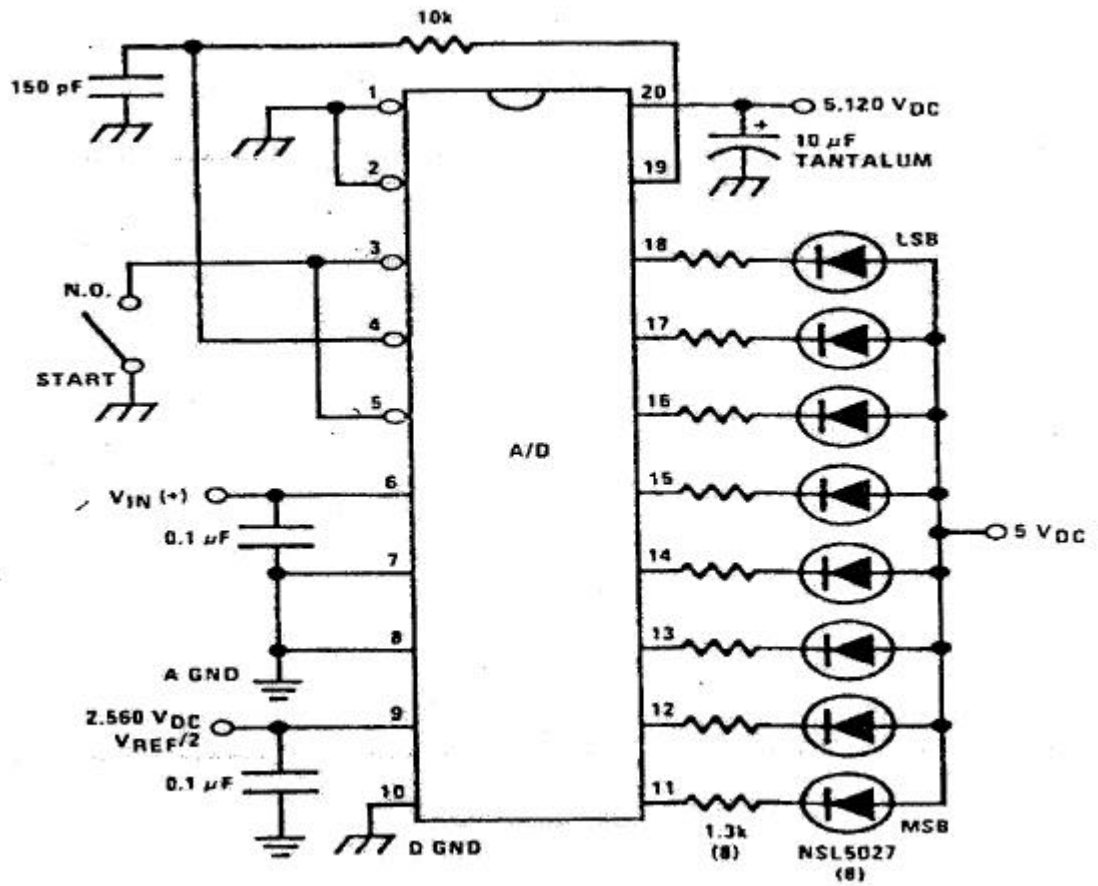 10k
150 pF
1
2
3
4
5
6
7
8
9
10
20
19
18
17
16
15
14
13
12
11
5.120 VDC
+
10 µF
TANTALUM
LSB
N.O.
START
A/D
VIN (+)
0.1 µF
5 VDC
A GND
2.560 VDC
VREF/2
0.1 µF
D GND
1.3k
(8)
MSB
NSL5027
(8)